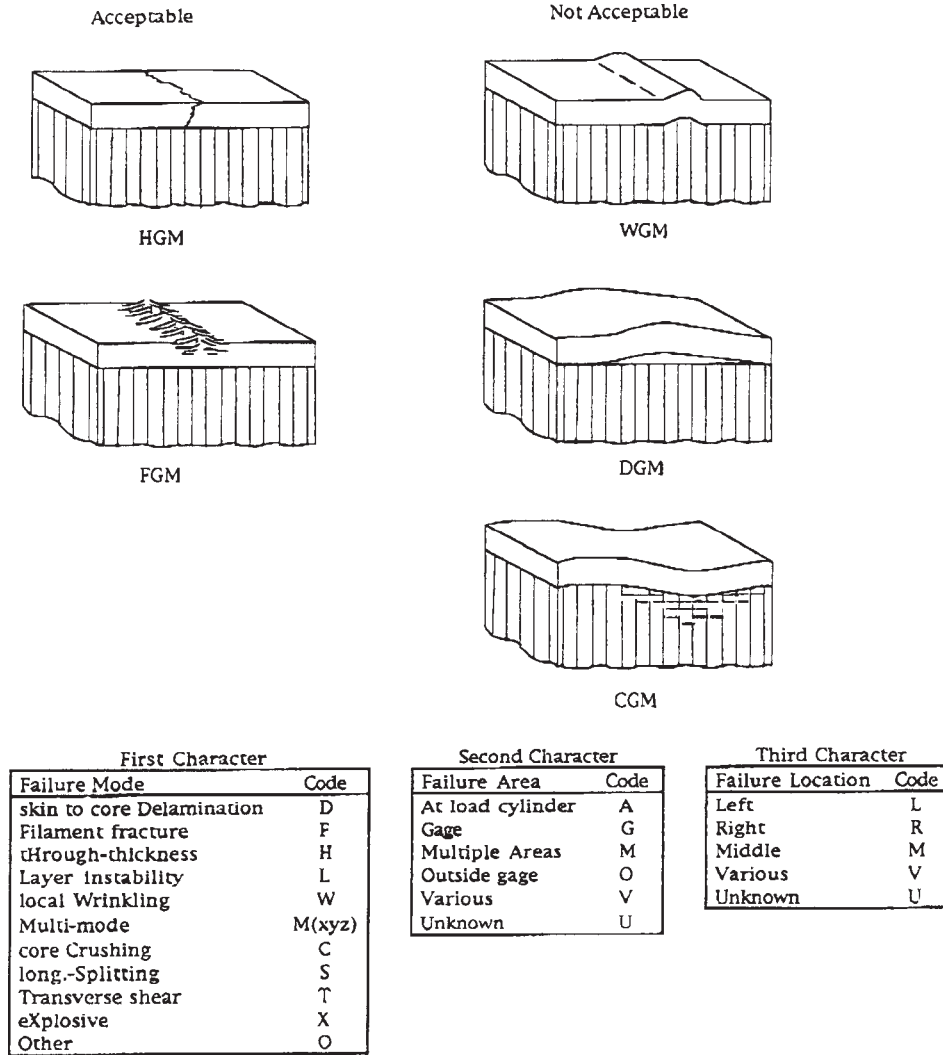 Acceptable
Not Acceptable
HGM
WGM
FGM
DGM
CGM
First Character
Failure Mode Code
skin to core Delamination D
Filament fracture F
tHrough-thickness H
Layer instability L
local Wrinkling W
Multi-mode M(xyz)
core Crushing C
long.-Splitting S
Transverse shear T
eXplosive X
Other O
Second Character
Failure Area Code
At load cylinder A
Gage G
Multiple Areas M
Outside gage O
Various V
Unknown U
Third Character
Failure Location Code
Left L
Right R
Middle M
Various V
Unknown U